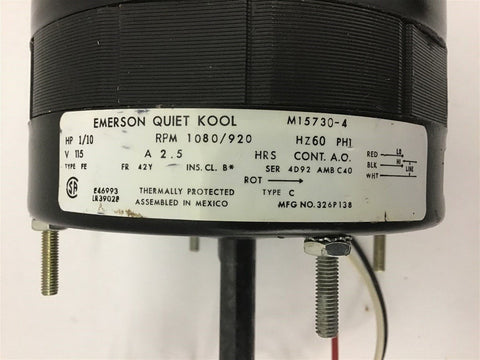 EMERSON QUIET KOOL M15730-4
HP 1/10 RPM 1080/920 HZ60 PH1
V 115 A 2.5 HRS CONT. A.O.
TYPE FE FR 42Y INS. CL. B* SER 4D92 AMB C40
ROT
RED LO
BLK HI LINE
WHT
SA
E46993 THERMALLY PROTECTED TYPE C
LR39028 ASSEMBLED IN MEXICO MFG NO. 326P138